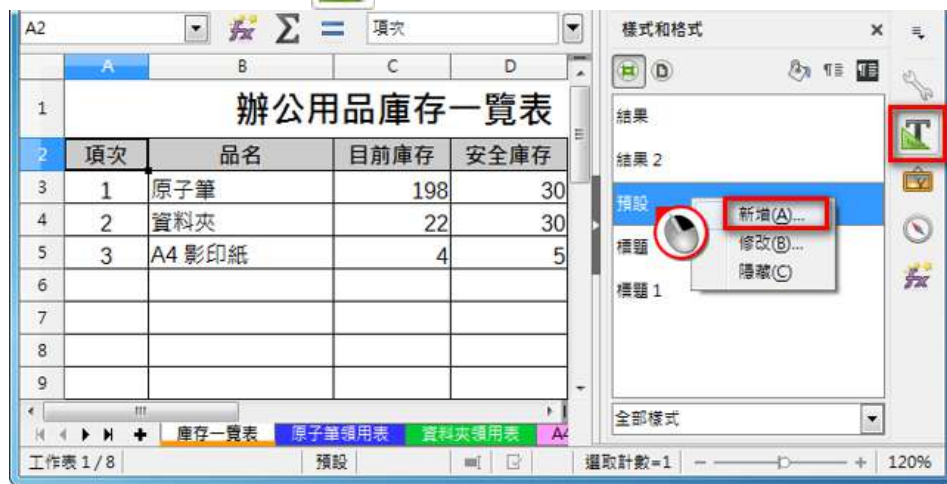 A2 項次
樣式和格式
A B C D
1 辦公用品庫存一覽表
2 項次 品名 目前庫存 安全庫存
3 1 原子筆 198 30
4 2 資料夾 22 30
5 3 A4 影印紙 4 5
6
7
8
9
結果
結果 2
預設
標題
標題 1
新增(A)...
修改(B)...
隱藏(C)
全部樣式
庫存一覽表 原子筆領用表 資料夾領用表 A4
工作表 1 / 8 預設 選取計數=1 120%